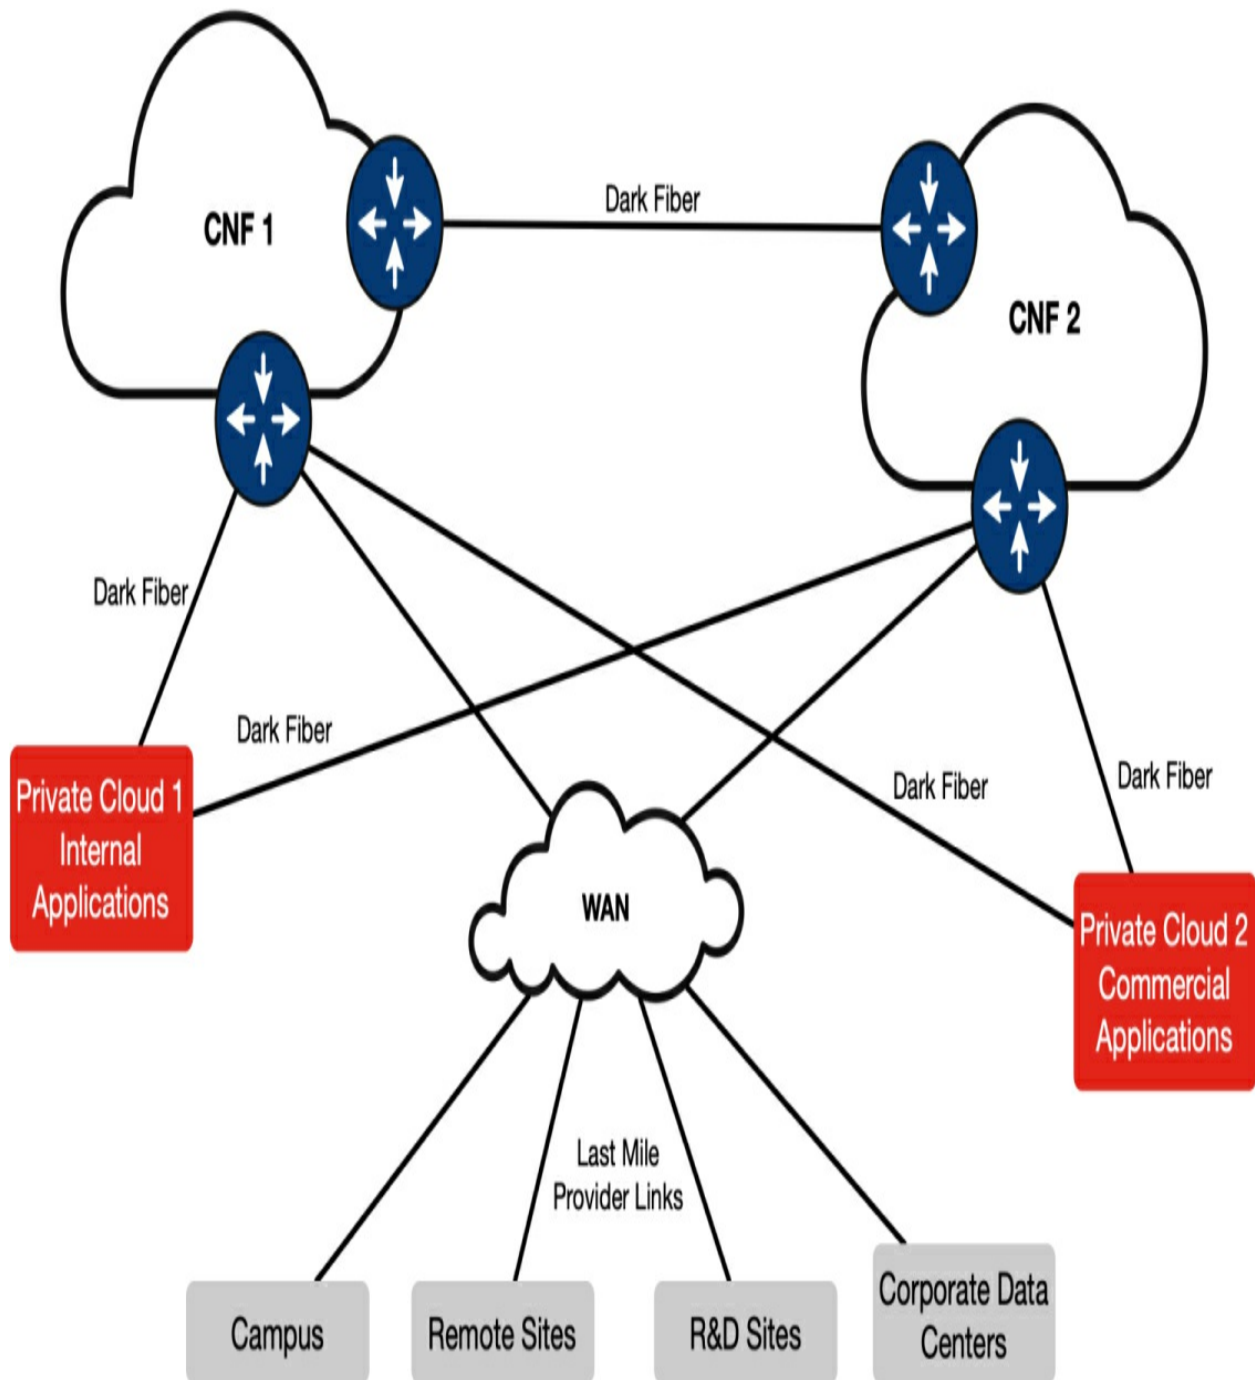 Dark Fiber
CNF 1
CNF 2
Dark Fiber
Dark Fiber
Dark Fiber
Dark Fiber
Private Cloud 1
Internal
Applications
WAN
Private Cloud 2
Commercial
Applications
Last Mile
Provider Links
Campus
Remote Sites
R&D Sites
Corporate Data
Centers